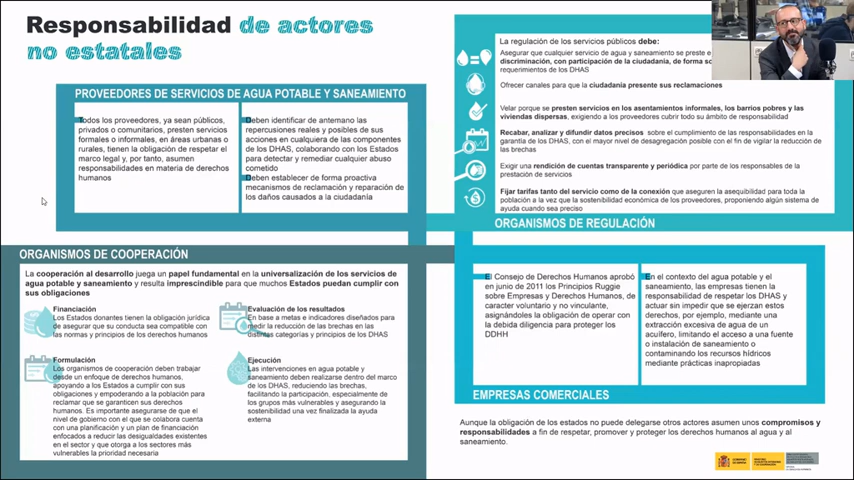 Responsabilidad de actores
no estatales
PROVEEDORES DE SERVICIOS DE AGUA POTABLE Y SANEAMIENTO
Todos los proveedores, ya sean públicos,
privados o comunitarios, presten servicios
formales o informales, en áreas urbanas o
rurales, tienen la obligación de respetar el
marco legal y, por tanto, asumen
responsabilidades en materia de derechos
humanos
Deben identificar de antemano las
repercusiones reales y posibles de sus
acciones en cualquiera de las componentes
de los DHAS, colaborando con los Estados
para detectar y remediar cualquier abuso
cometido
Deben establecer de forma proactiva
mecanismos de reclamación y reparación de
los daños causados a la ciudadanía
La regulación de los servicios públicos debe:
Asegurar que cualquier servicio de agua y saneamiento se preste
discriminación, con participación de la ciudadanía, de forma
requerimientos de los DHAS
Ofrecer canales para que la ciudadanía presente sus reclamaciones
Velar porque se presten servicios en los asentamientos informales, los barrios pobres y las
viviendas dispersas, exigiendo a los proveedores cubrir todo su ámbito de responsabilidad
Recabar, analizar y difundir datos precisos sobre el cumplimiento de las responsabilidades en la
garantía de los DHAS, con el mayor nivel de desagregación posible con el fin de vigilar la reducción de
las brechas
Exigir una rendición de cuentas transparente y periódica por parte de los responsables de la
prestación de servicios
Fijar tarifas tanto del servicio como de la conexión que aseguren la asequibilidad para toda la
población a la vez que la sostenibilidad económica de los proveedores, proponiendo algún sistema de
ayuda cuando sea preciso
ORGANISMOS DE REGULACIÓN
ORGANISMOS DE COOPERACIÓN
La cooperación al desarrollo juega un papel fundamental en la universalización de los servicios de
agua potable y saneamiento y resulta imprescindible para que muchos Estados puedan cumplir con
sus obligaciones
Financiación
Los Estados donantes tienen la obligación jurídica
de asegurar que su conducta sea compatible con
las normas y principios de los derechos humanos
Evaluación de los resultados
En base a metas e indicadores diseñados para
medir la reducción de las brechas en las
distintas categorías y principios de los DHAS
Formulación
Los organismos de cooperación deben trabajar
desde un enfoque de derechos humanos,
apoyando a los Estados a cumplir con sus
obligaciones y empoderando a la población para
reclamar que se garanticen sus derechos
humanos. Es importante asegurarse de que el
nivel de gobierno con el que se colabora cuenta
con una planificación y un plan de financiación
enfocados a reducir las desigualdades existentes
en el sector y que otorga a los sectores más
vulnerables la prioridad necesaria
Ejecución
Las intervenciones en agua potable y
saneamiento deben realizarse dentro del marco
de los DHAS, reduciendo las brechas,
facilitando la participación, especialmente de
los grupos más vulnerables y asegurando la
sostenibilidad una vez finalizada la ayuda
externa
El Consejo de Derechos Humanos aprobó
en junio de 2011 los Principios Ruggie
sobre Empresas y Derechos Humanos, de
caracter voluntario y no vinculante,
asignándoles la obligación de operar con
la debida diligencia para proteger los
DDHH
En el contexto del agua potable y el
saneamiento, las empresas tienen la
responsabilidad de respetar los DHAS y
actuar sin impedir que se ejerzan estos
derechos, por ejemplo, mediante una
extracción excesiva de agua de un
acuífero, limitando el acceso a una fuente
o instalación de saneamiento o
contaminando los recursos hídricos
mediante prácticas inapropiadas
EMPRESAS COMERCIALES
Aunque la obligación de los estados no puede delegarse otros actores asumen unos compromisos y
responsabilidades a fin de respetar, promover y proteger los derechos humanos al agua y al
saneamiento.